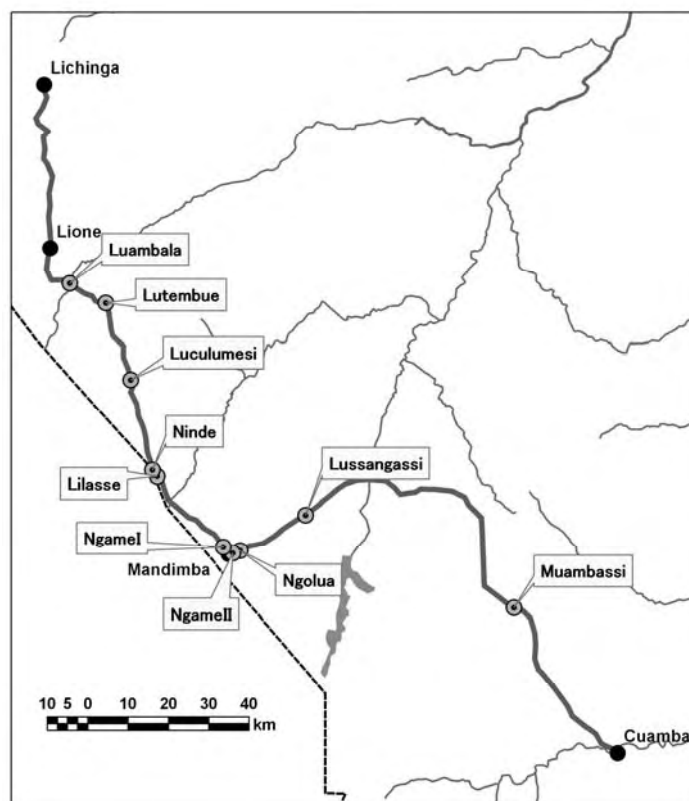 Lichinga
Lione
Luambala
Lutembue
Luculumesi
Ninde
Lilasse
Lussangassi
NgameI
Mandimba
Ngolua
NgameII
Muambassi
10 5 0 10 20 30 40
km
Cuamba